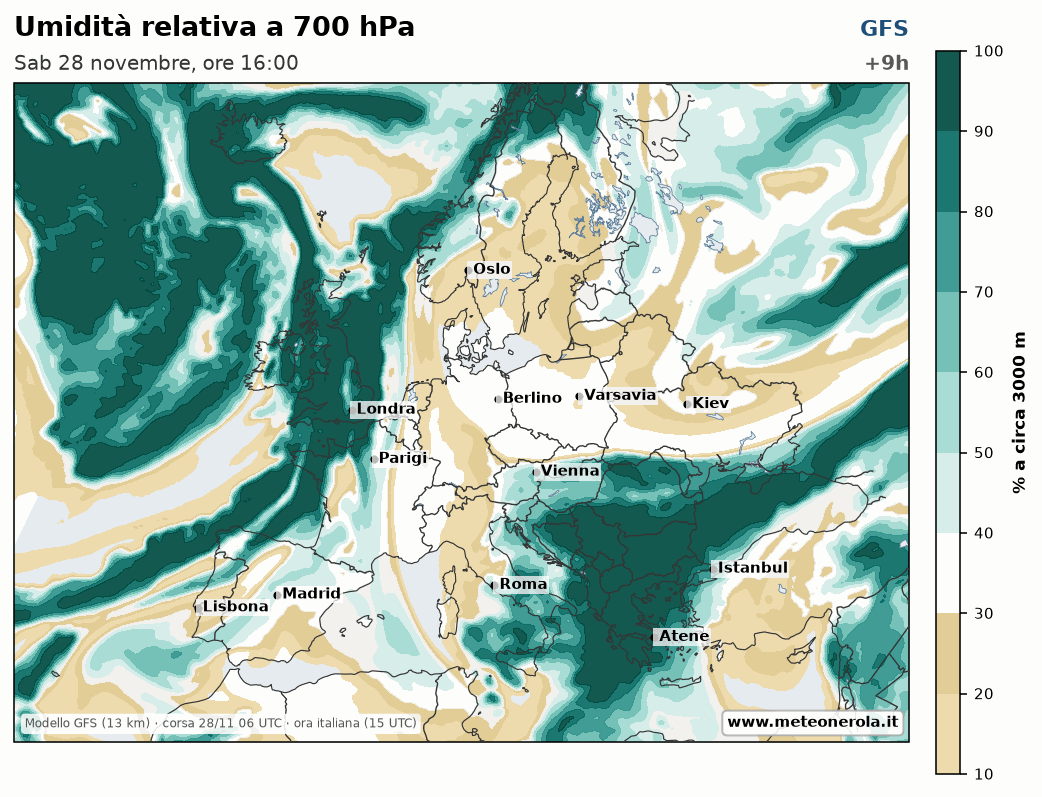 Umidità relativa a 700 hPa
GFS
Sab 28 novembre, ore 16:00
+9h
100
90
80
70
60
50
40
30
20
10
% a circa 3000 m
Oslo
Londra
Berlino
Varsavia
Kiev
Parigi
Vienna
Istanbul
Roma
Madrid
Lisbona
Atene
Modello GFS (13 km) · corsa 28/11 06 UTC · ora italiana (15 UTC)
www.meteonerola.it